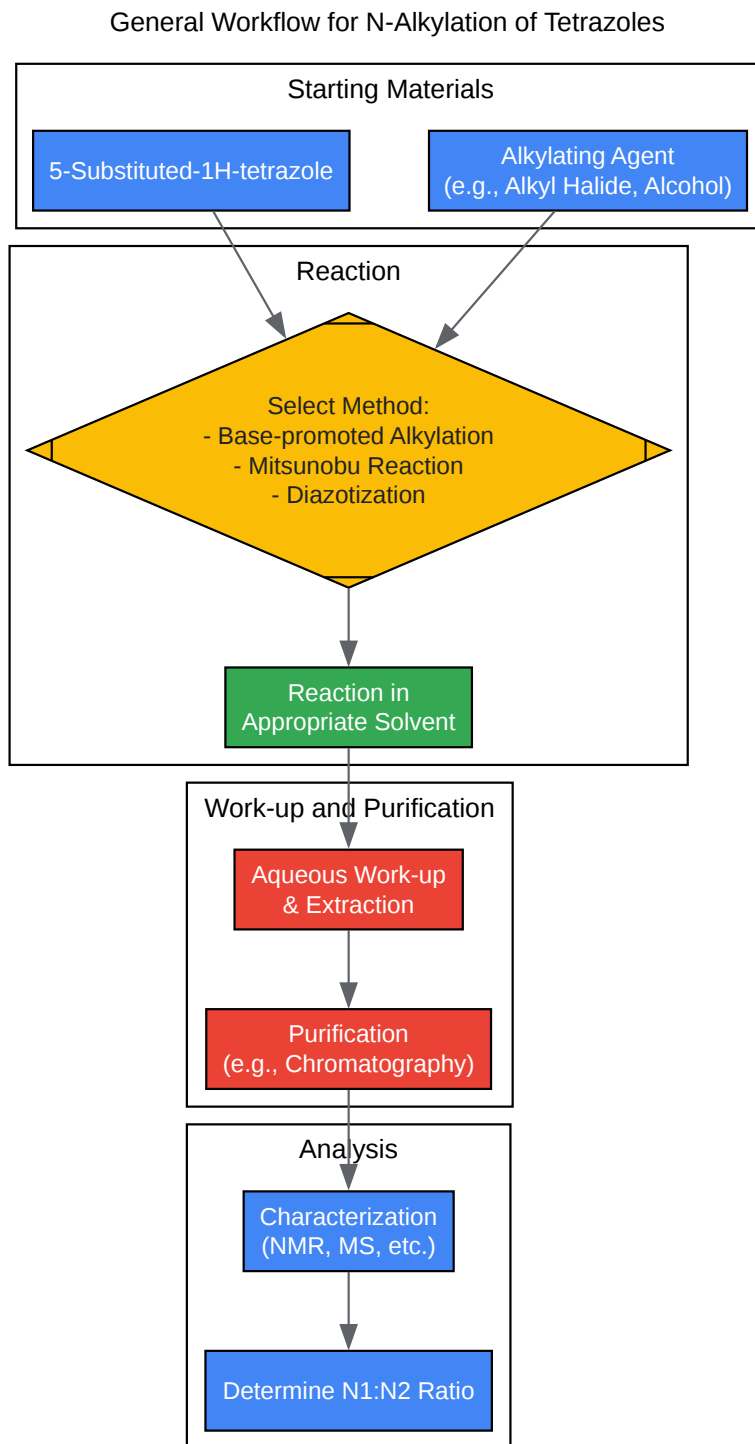 General Workflow for N-Alkylation of Tetrazoles
Starting Materials
5-Substituted-1H-tetrazole
Alkylating Agent
(e.g., Alkyl Halide, Alcohol)
Reaction
Select Method:
- Base-promoted Alkylation
- Mitsunobu Reaction
- Diazotization
Reaction in
Appropriate Solvent
Work-up and Purification
Aqueous Work-up
& Extraction
Purification
(e.g., Chromatography)
Analysis
Characterization
(NMR, MS, etc.)
Determine N1:N2 Ratio